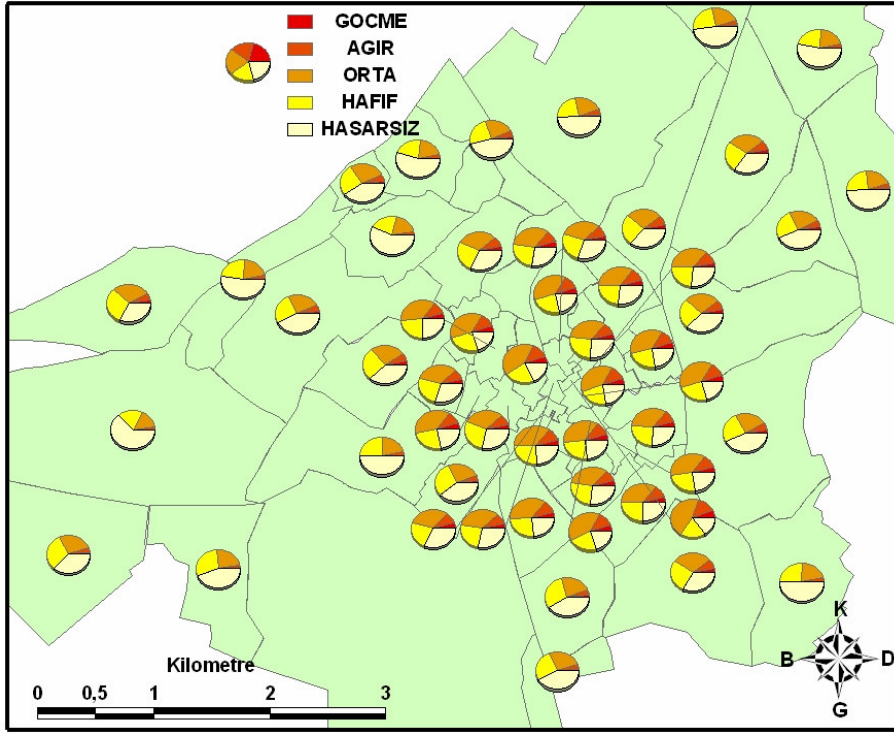 GOCME
AGIR
ORTA
HAFIF
HASARSIZ
K
B
D
G
Kilometre
0 0,5 1 2 3